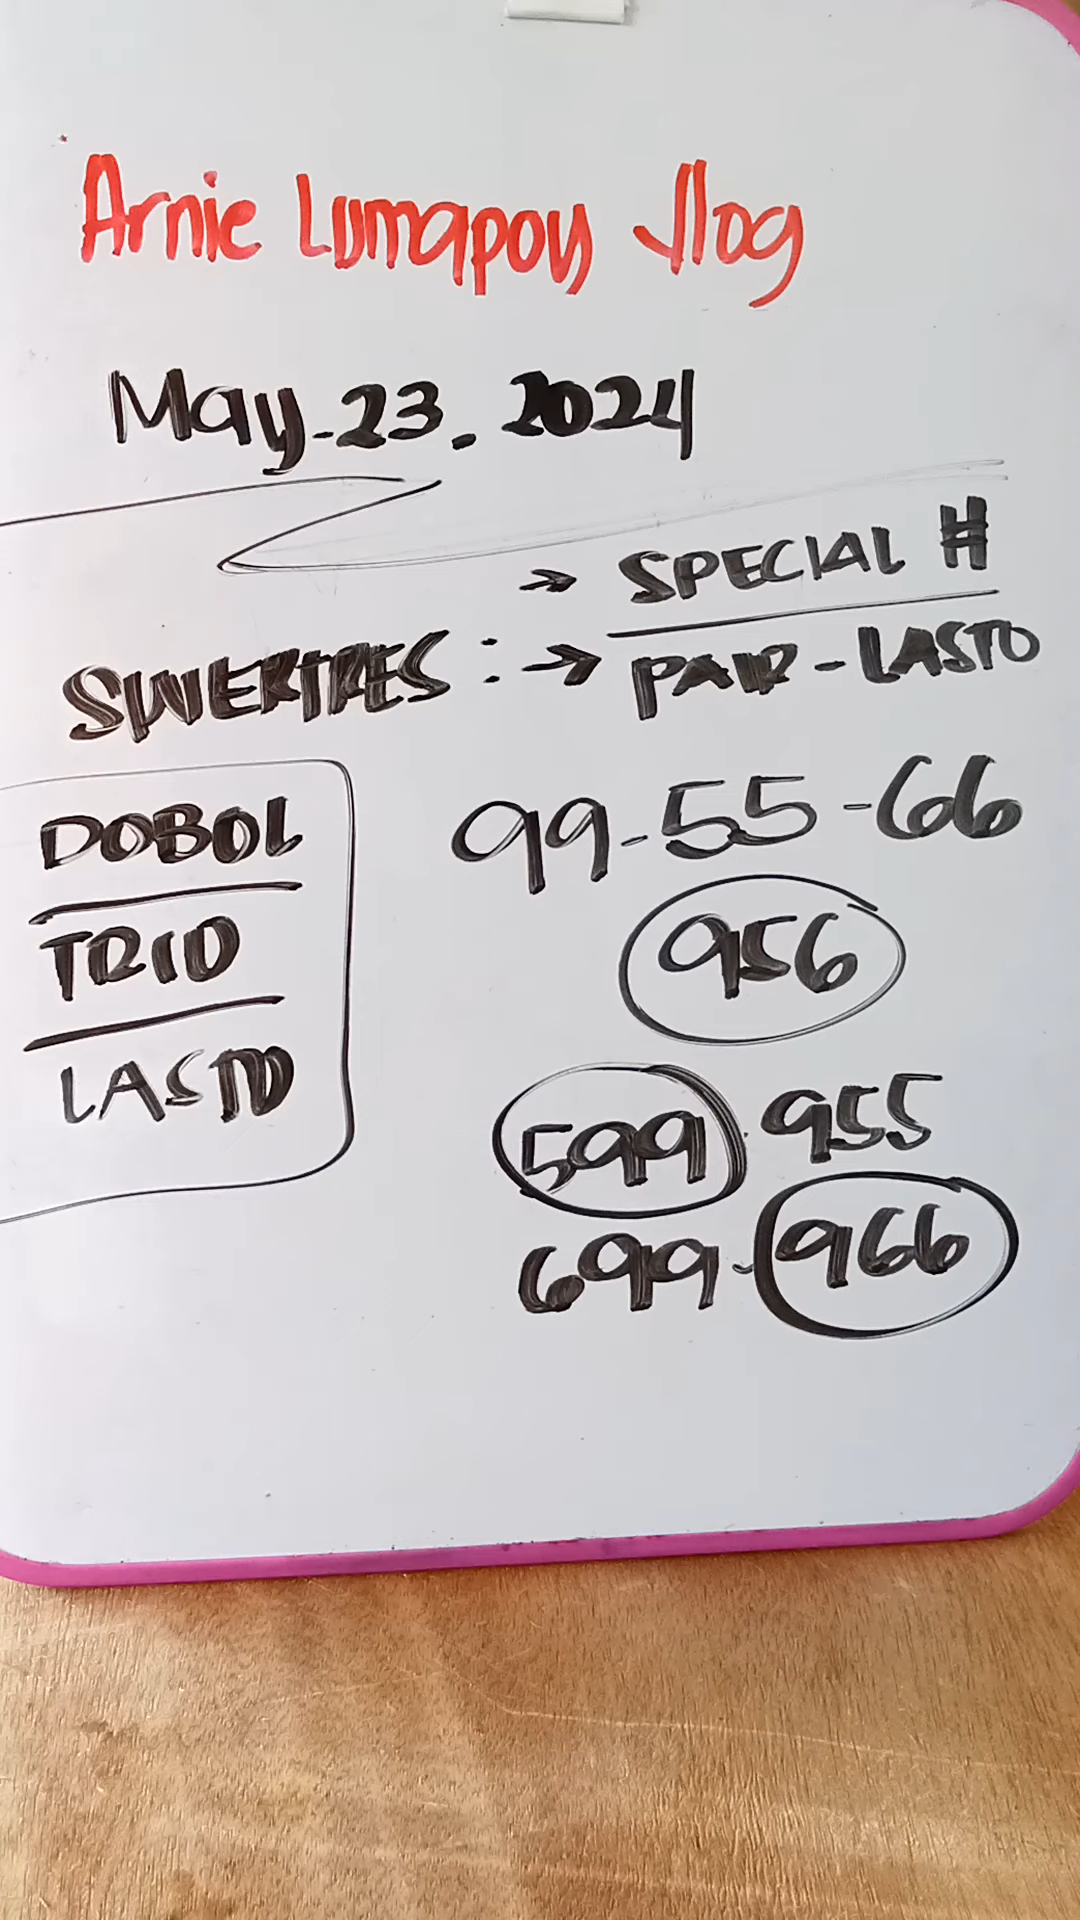 Arnie Lumapoy Vlog
May-23.2024
→ SPECIAL #
SWERTRES : → PAIR-LASTO
DOBOL
TRIO
LASTO
99-55-66
956
599 . 955
699 - 966